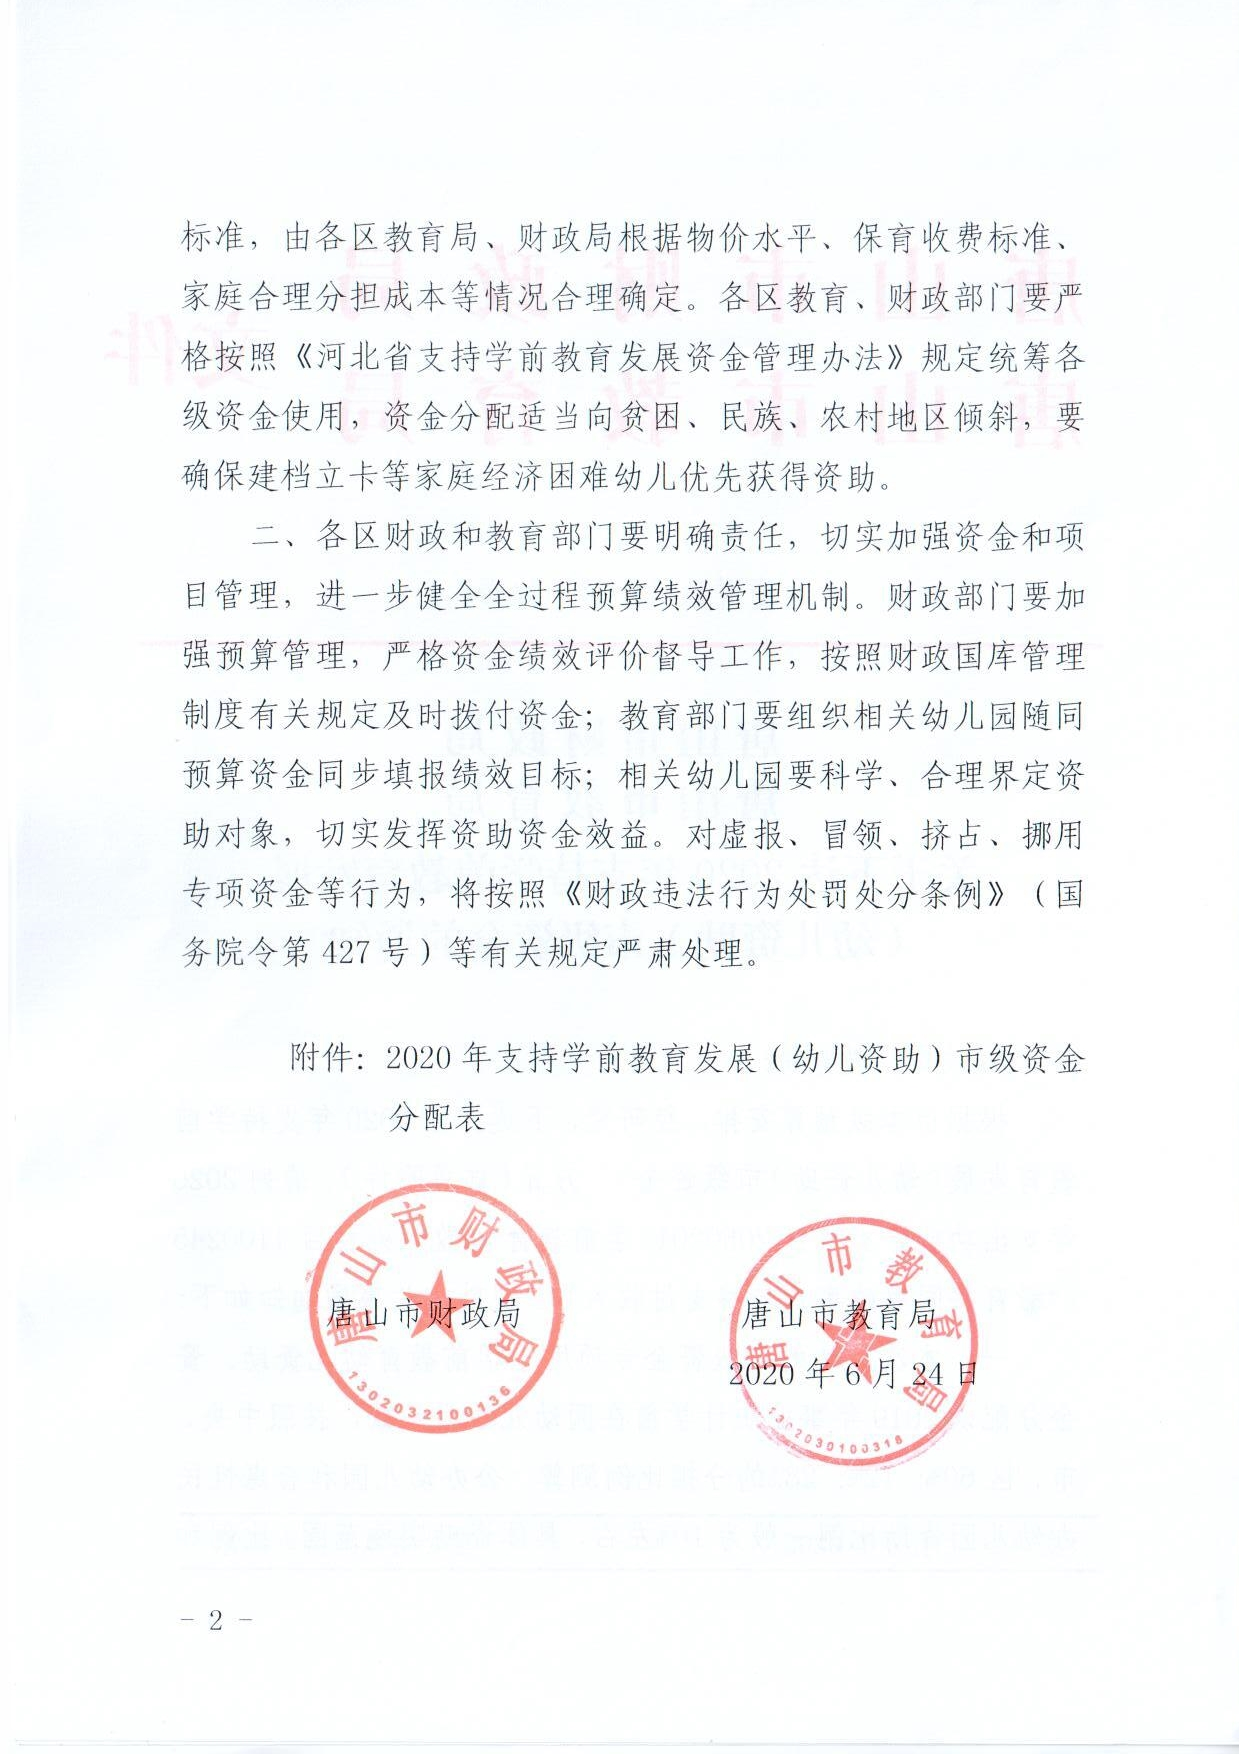 标准，由各区教育局、财政局根据物价水平、保育收费标准、
家庭合理分担成本等情况合理确定。各区教育、财政部门要严
格按照《河北省支持学前教育发展资金管理办法》规定统筹各
级资金使用，资金分配适当向贫困、民族、农村地区倾斜，要
确保建档立卡等家庭经济困难幼儿优先获得资助。
二、各区财政和教育部门要明确责任，切实加强资金和项
目管理，进一步健全全过程预算绩效管理机制。财政部门要加
强预算管理，严格资金绩效评价督导工作，按照财政国库管理
制度有关规定及时拨付资金；教育部门要组织相关幼儿园随同
预算资金同步填报绩效目标；相关幼儿园要科学、合理界定资
助对象，切实发挥资助资金效益。对虚报、冒领、挤占、挪用
专项资金等行为，将按照《财政违法行为处罚处分条例》（国
务院令第 427 号）等有关规定严肃处理。
附件：2020 年支持学前教育发展（幼儿资助）市级资金
分配表
唐山市财政局
1302032100136
唐山市财政局
唐山市教育局
1302030100318
唐山市教育局
2020 年 6 月 24 日
- 2 -